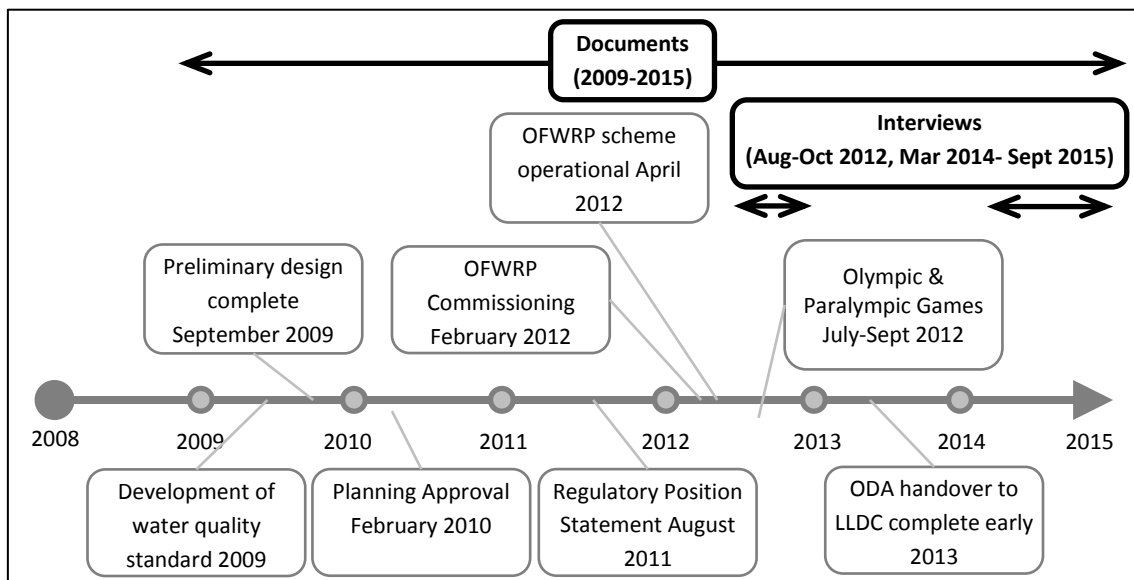 Documents
(2009-2015)
Interviews
(Aug-Oct 2012, Mar 2014- Sept 2015)
OFWRP scheme
operational April
2012
Preliminary design
complete
September 2009
OFWRP
Commissioning
February 2012
Olympic &
Paralympic Games
July-Sept 2012
2008
2009
2010
2011
2012
2013
2014
2015
Development of
water quality
standard 2009
Planning Approval
February 2010
Regulatory Position
Statement August
2011
ODA handover to
LLDC complete early
2013